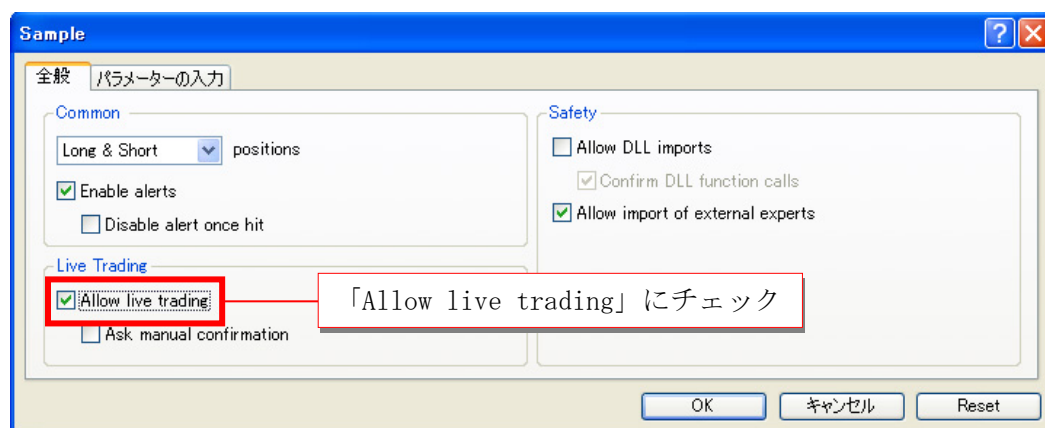 Sample
全般
パラメーターの入力
Common
Long & Short
positions
Enable alerts
Disable alert once hit
Live Trading
Allow live trading
Ask manual confirmation
「Allow live trading」にチェック
Safety
Allow DLL imports
Confirm DLL function calls
Allow import of external experts
OK
キャンセル
Reset